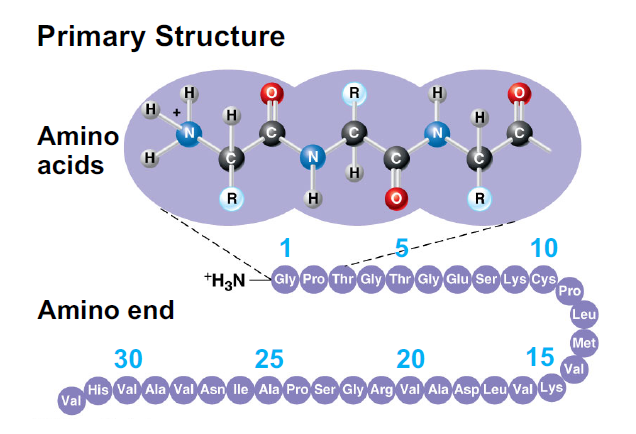 Primary Structure
H H H O R H H O
+
Amino
acids
N C C N C C N C C
H R H H O R
1 5 10
+H3N Gly Pro Thr Gly Thr Gly Glu Ser Lys Cys
Pro
Leu
Met
Val
Amino end
30 25 20 15
Val His Val Ala Val Asn Ile Ala Pro Ser Gly Arg Val Ala Asp Leu Val Lys